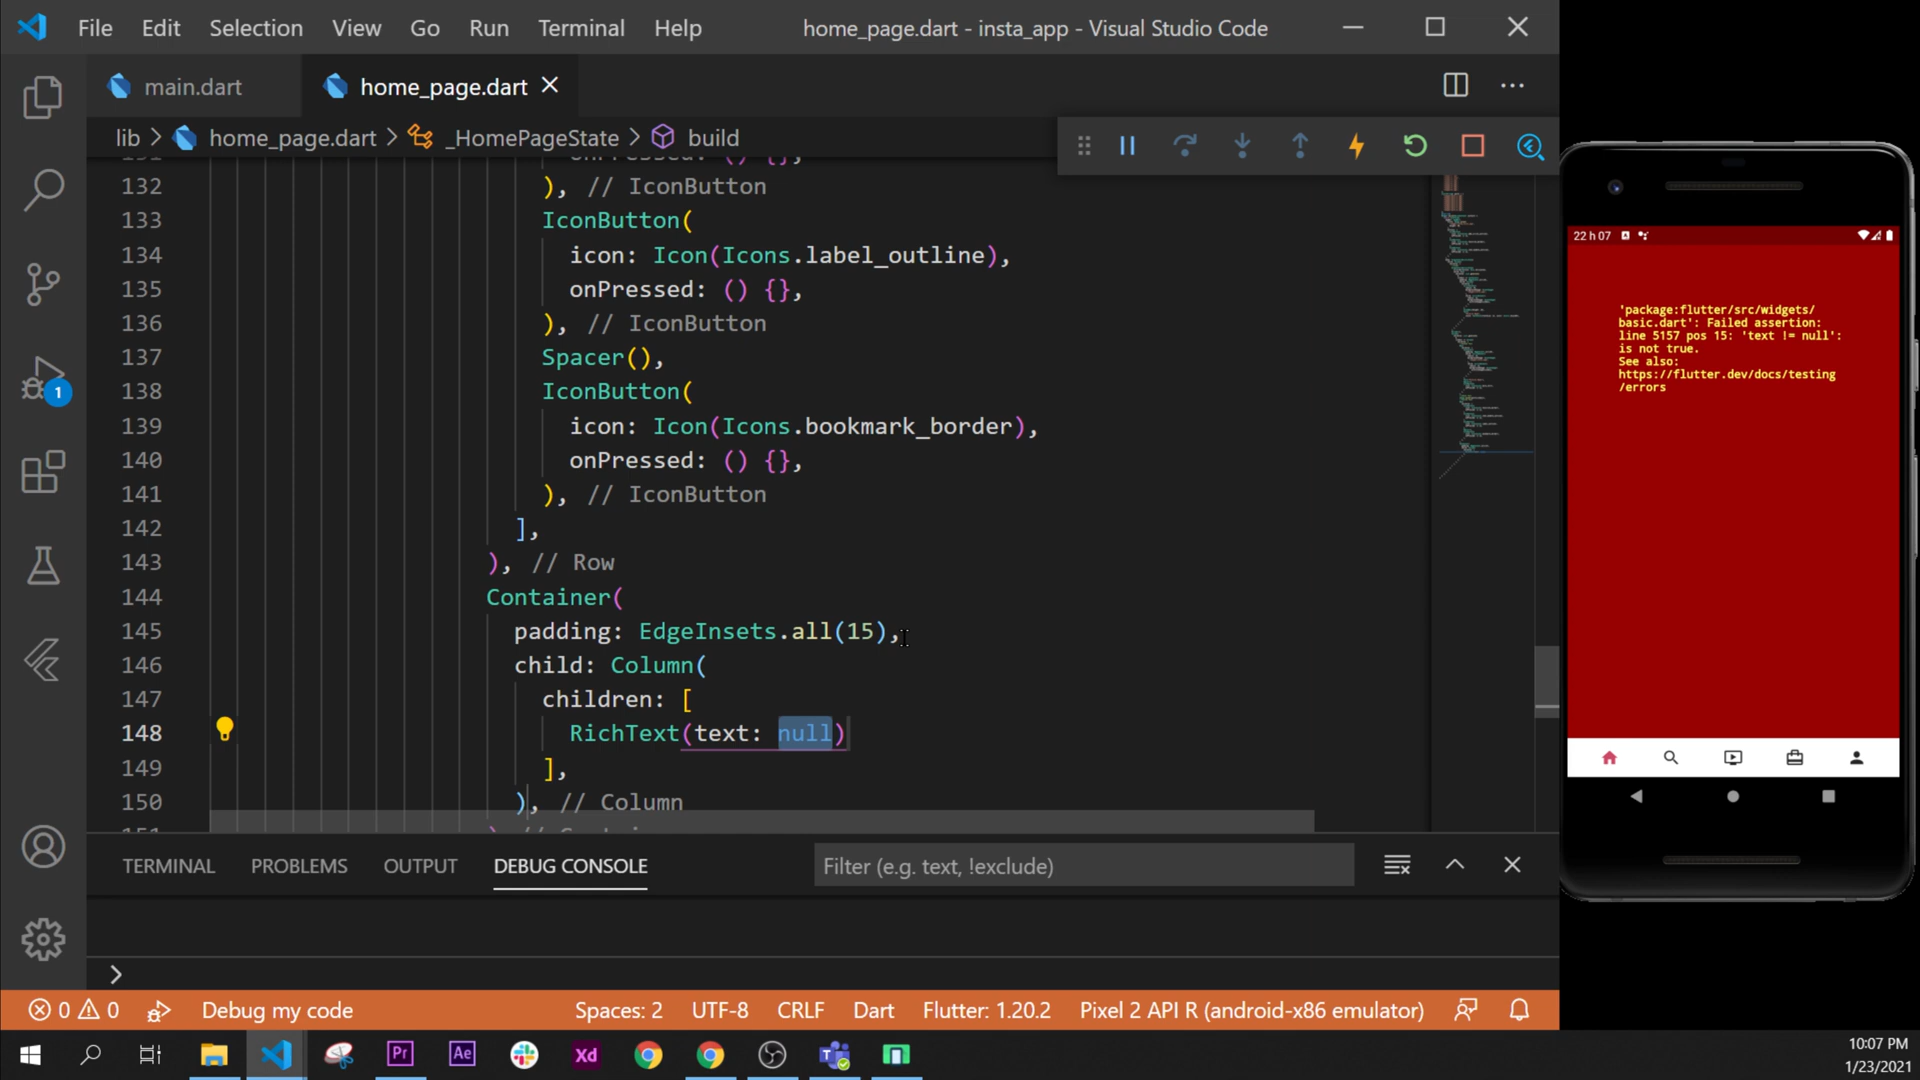 File Edit Selection View Go Run Terminal Help home_page.dart - insta_app - Visual Studio Code
main.dart home_page.dart
lib > home_page.dart > _HomePageState > build
132 ), // IconButton
133 IconButton(
134 icon: Icon(Icons.label_outline),
135 onPressed: () {},
136 ), // IconButton
137 Spacer(),
138 IconButton(
139 icon: Icon(Icons.bookmark_border),
140 onPressed: () {},
141 ), // IconButton
142 ],
143 ), // Row
144 Container(
145 padding: EdgeInsets.all(15),
146 child: Column(
147 children: [
148 RichText(text: null)
149 ],
150 ), // Column
1
TERMINAL PROBLEMS OUTPUT DEBUG CONSOLE Filter (e.g. text, !exclude)
>
0 0 Debug my code Spaces: 2 UTF-8 CRLF Dart Flutter: 1.20.2 Pixel 2 API R (android-x86 emulator)
Pr Ae Xd
10:07 PM
1/23/2021
22 h 07
'package:flutter/src/widgets/
basic.dart': Failed assertion:
line 5157 pos 15: 'text != null':
is not true.
See also:
https://flutter.dev/docs/testing
/errors